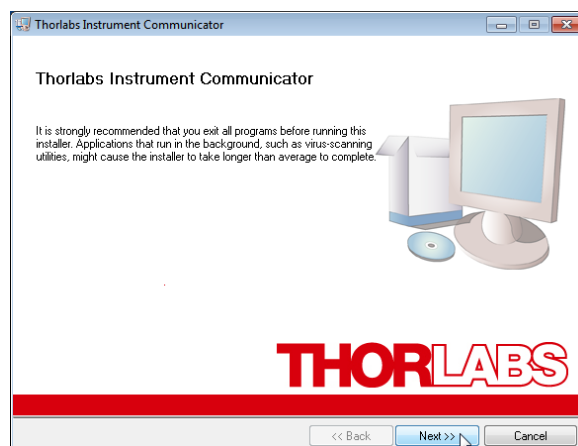 Thorlabs Instrument Communicator
Thorlabs Instrument Communicator
It is strongly recommended that you exit all programs before running this
installer. Applications that run in the background, such as virus-scanning
utilities, might cause the installer to take longer than average to complete.
THORLABS
<< Back Next >> Cancel